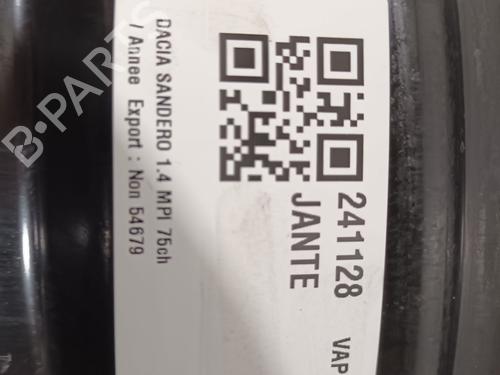 241128 VAP
JANTE
DACIA SANDERO 1.4 MPI 75ch
/ Annee Export : Non 54679
B-PARTS